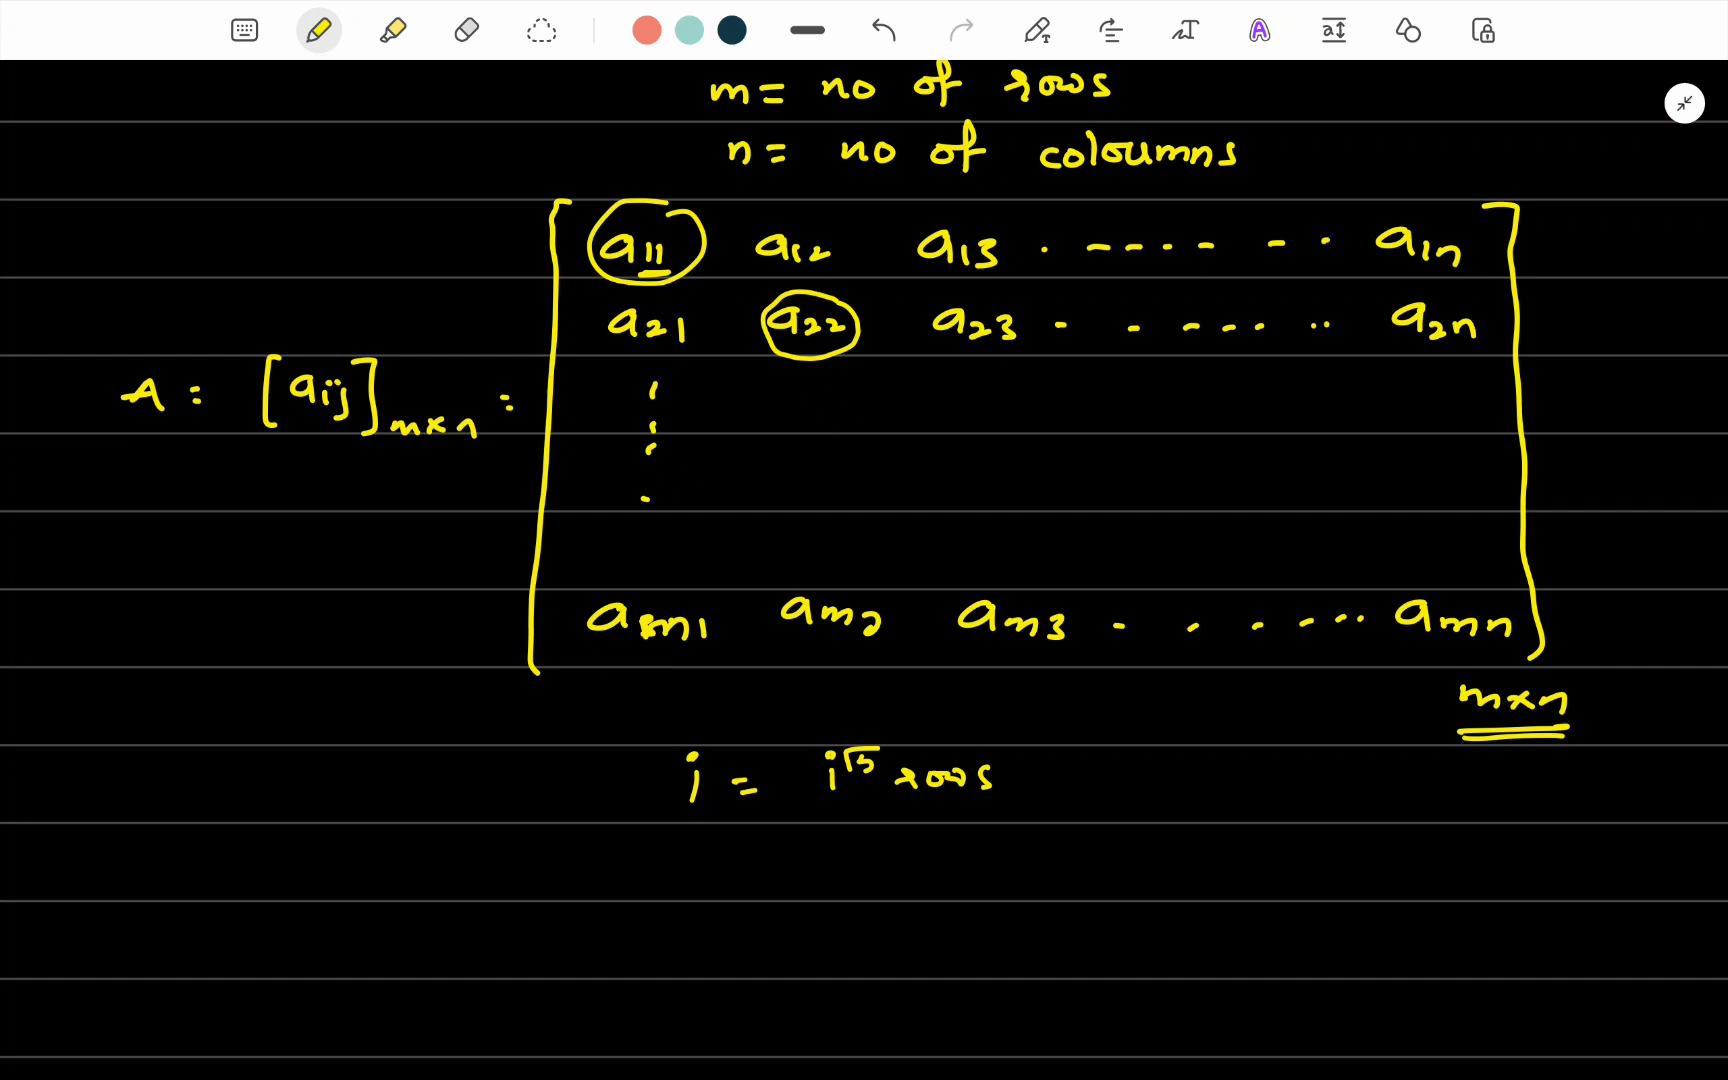 m = no of rows
n = no of coloumns
a11 a12 a13 . - - - - - - - . . a1n
a21 a22 a23 - . - - - - . . a2n
A = [aij]m×n =
am1 am2 am3 . . . . . . . amn
m×n
i = rows